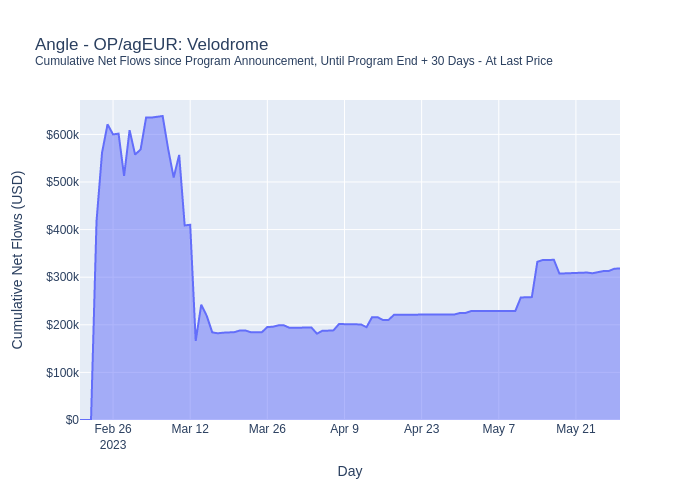 Angle - OP/agEUR: Velodrome
Cumulative Net Flows since Program Announcement, Until Program End + 30 Days - At Last Price
Cumulative Net Flows (USD)
$600k
$500k
$400k
$300k
$200k
$100k
$0
Feb 26
2023
Mar 12
Mar 26
Apr 9
Apr 23
May 7
May 21
Day